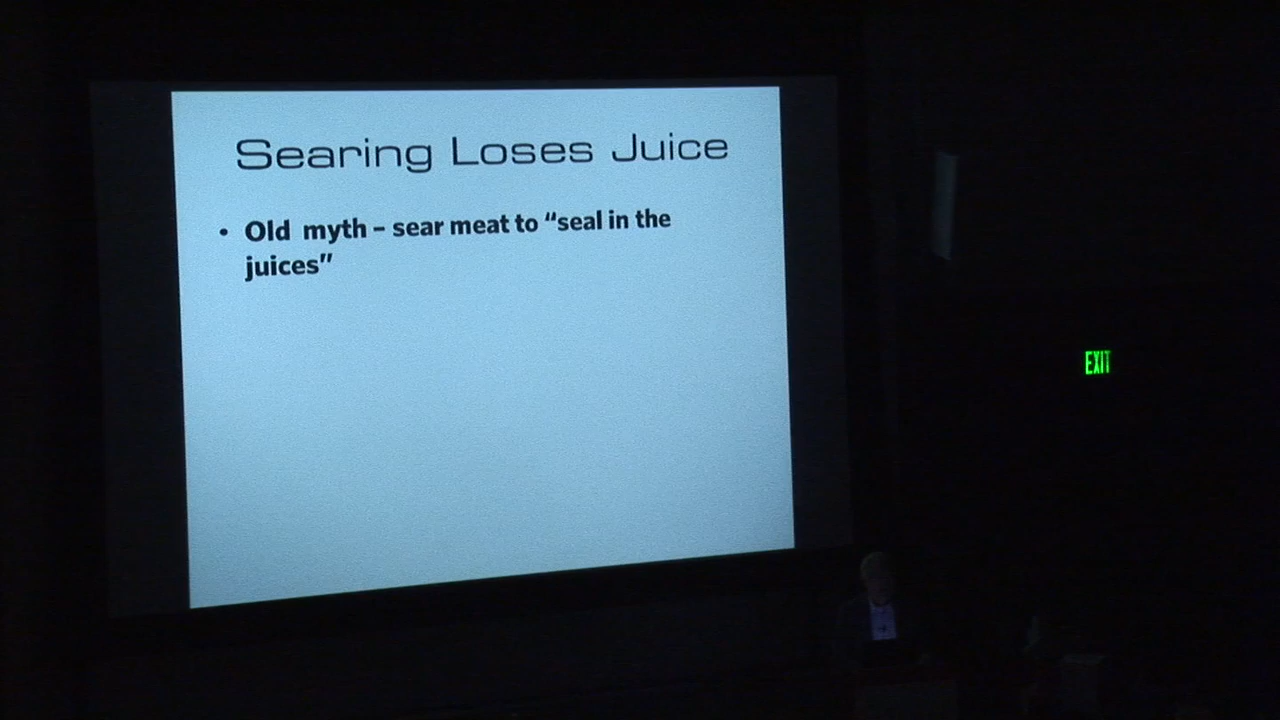 Searing Loses Juice
• Old myth – sear meat to “seal in the
juices”
EXIT